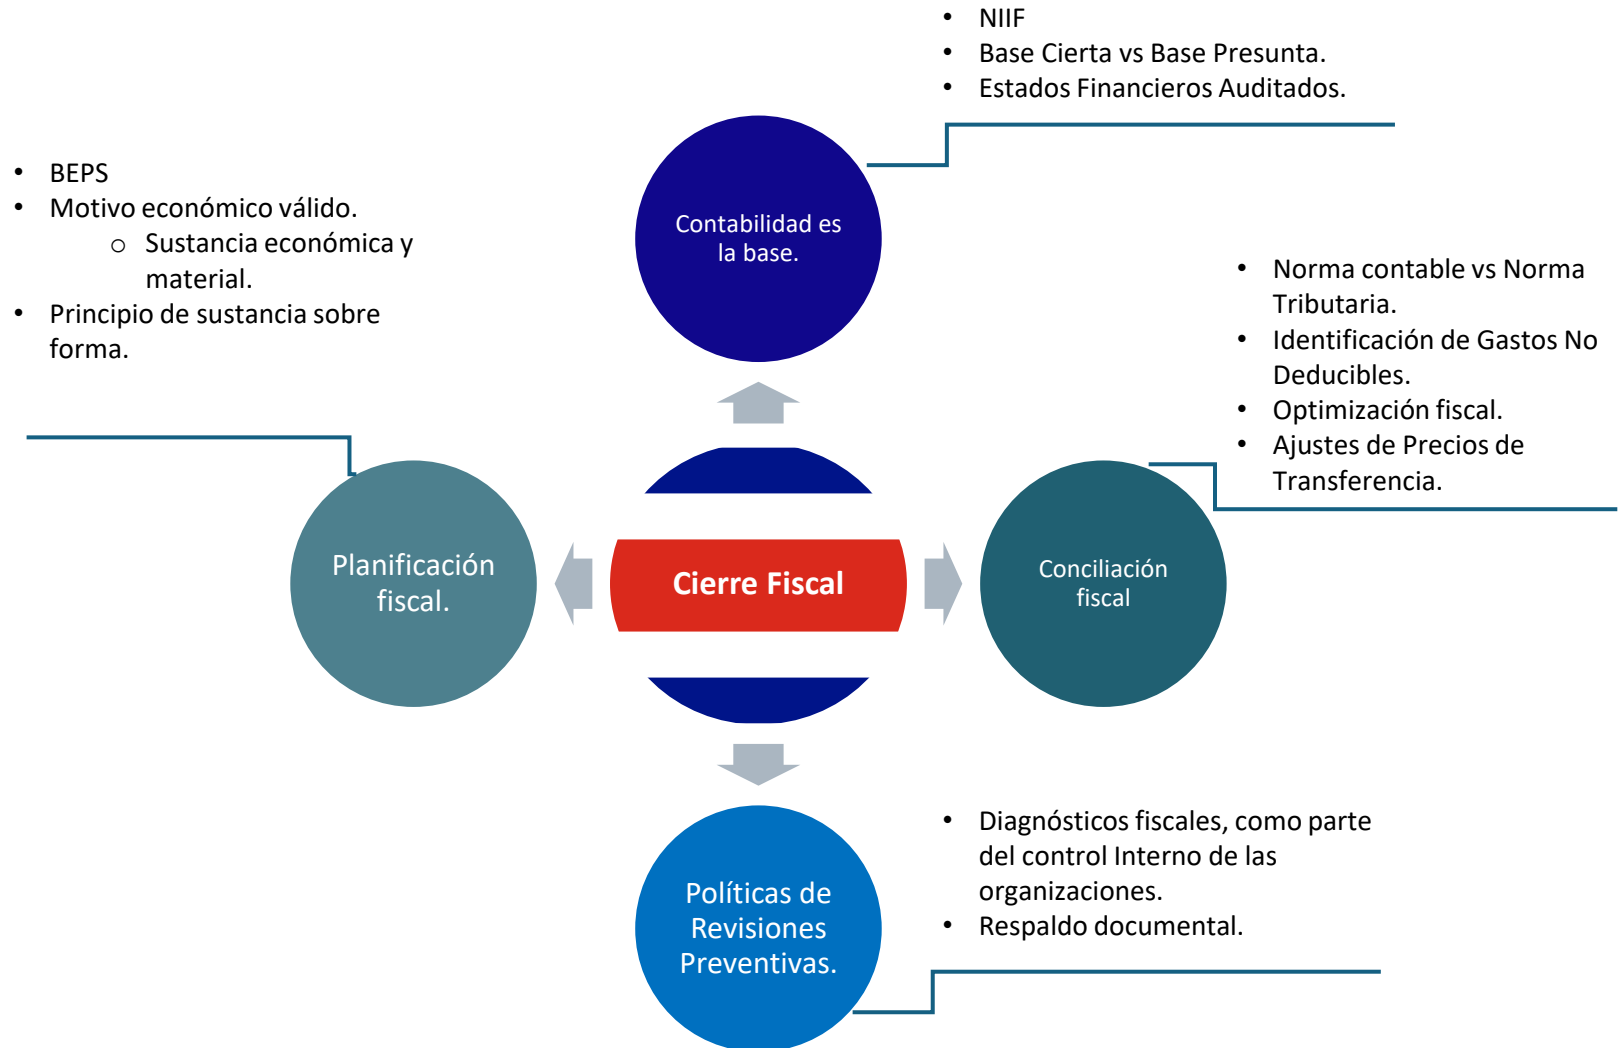 • NIIF
• Base Cierta vs Base Presunta.
• Estados Financieros Auditados.
• BEPS
• Motivo económico válido.
o Sustancia económica y
material.
• Principio de sustancia sobre
forma.
Contabilidad es
la base.
• Norma contable vs Norma
Tributaria.
• Identificación de Gastos No
Deducibles.
• Optimización fiscal.
• Ajustes de Precios de
Transferencia.
Planificación
fiscal.
Cierre Fiscal
Conciliación
fiscal
Políticas de
Revisiones
Preventivas.
• Diagnósticos fiscales, como parte
del control Interno de las
organizaciones.
• Respaldo documental.